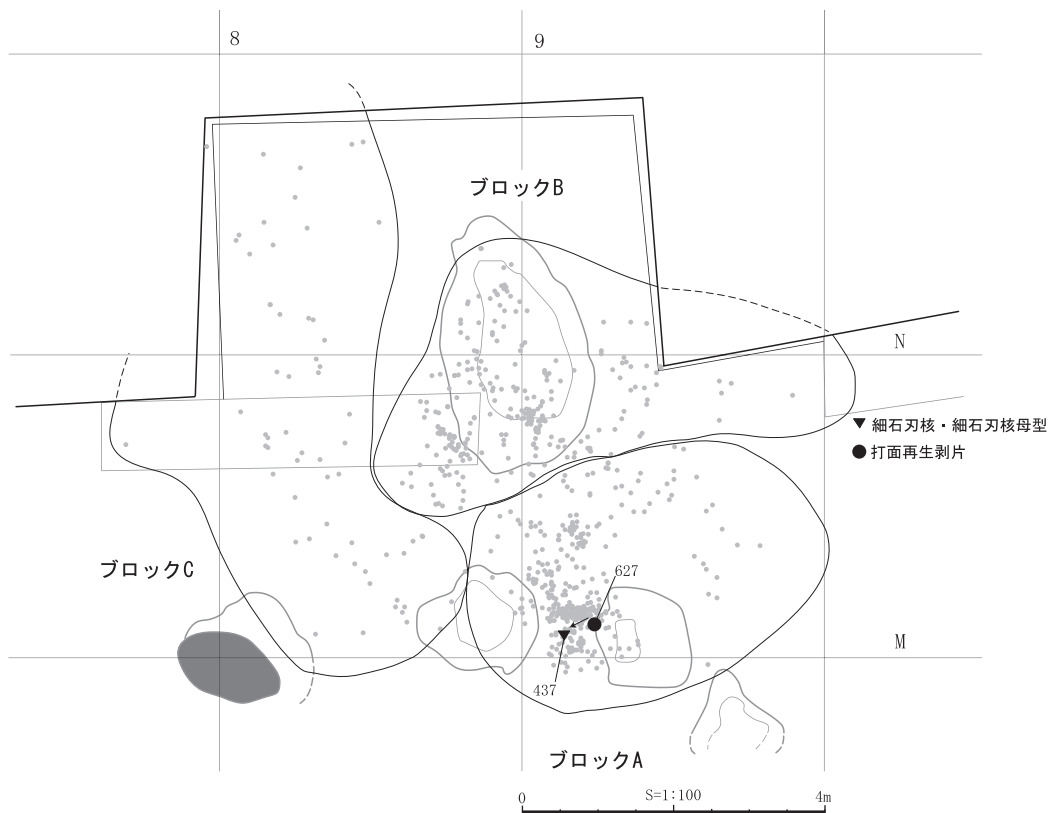 8
9
ブロックB
N
▼ 細石刃核・細石刃核母型
● 打面再生剥片
ブロックC
627
M
437
ブロックA
S=1:100
0
4m